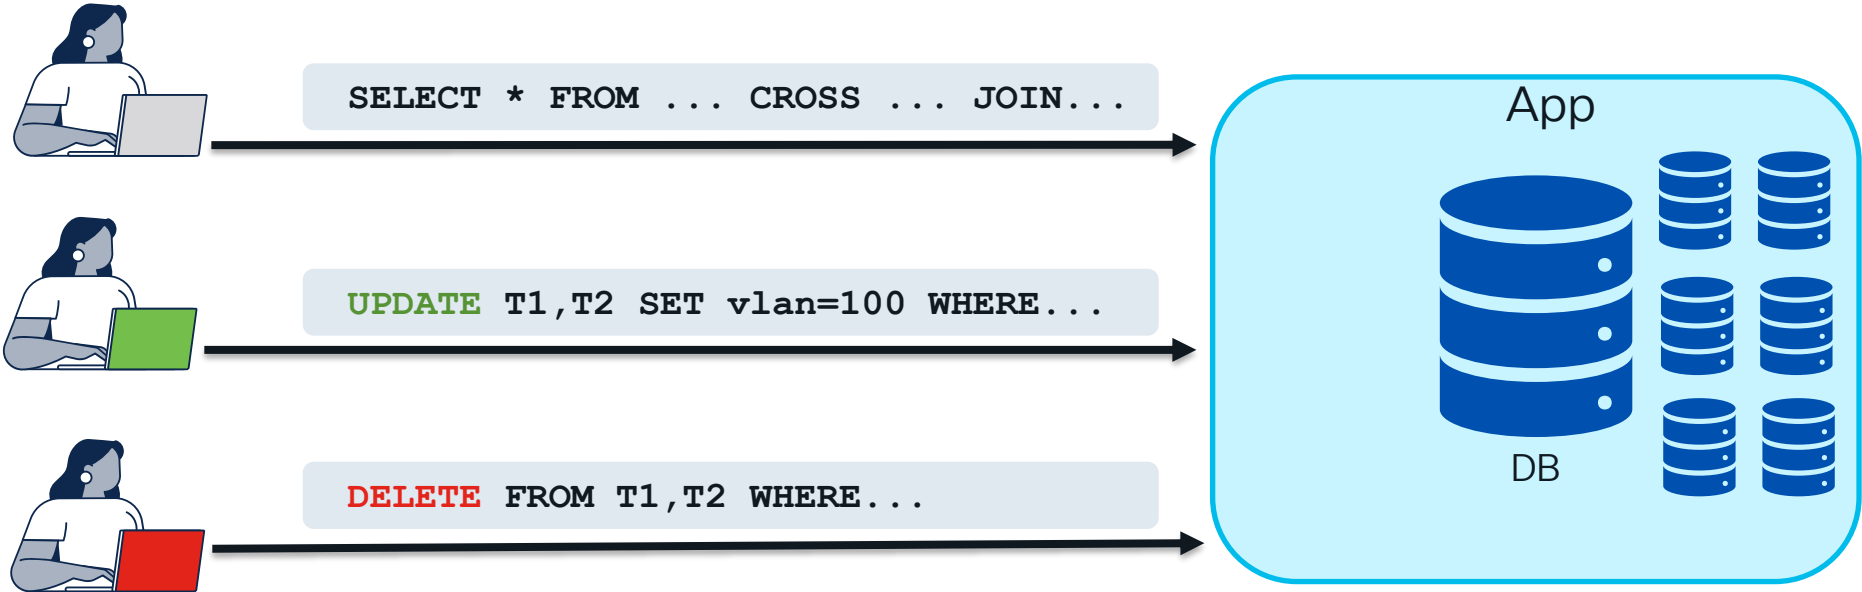 SELECT * FROM ... CROSS ... JOIN...
App
UPDATE T1,T2 SET vlan=100 WHERE...
DB
DELETE FROM T1,T2 WHERE...